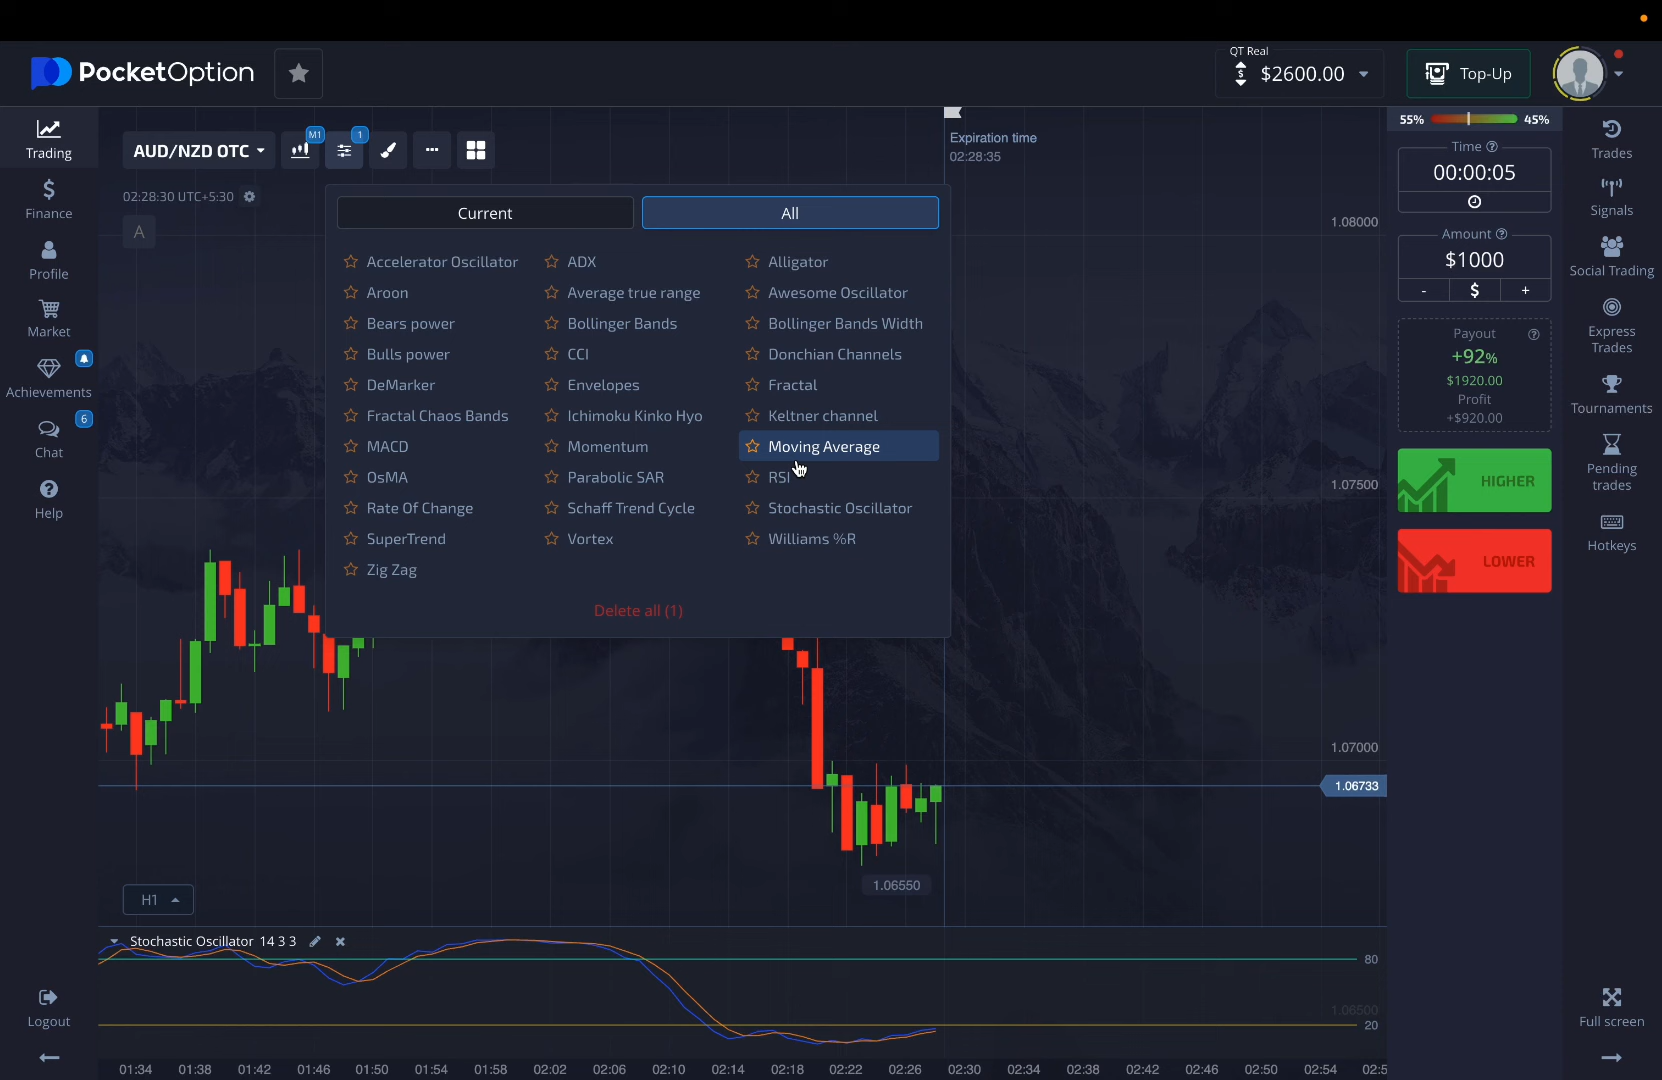 PocketOption
QT Real
$2600.00
Top-Up
Trading
Finance
Profile
Market
Achievements
Chat
6
Help
Logout
AUD/NZD OTC
M1
1
02:28:30 UTC+5:30
A
Expiration time
02:28:35
Current
All
Accelerator Oscillator
ADX
Alligator
Aroon
Average true range
Awesome Oscillator
Bears power
Bollinger Bands
Bollinger Bands Width
Bulls power
CCI
Donchian Channels
DeMarker
Envelopes
Fractal
Fractal Chaos Bands
Ichimoku Kinko Hyo
Keltner channel
MACD
Momentum
Moving Average
OsMA
Parabolic SAR
RSI
Rate Of Change
Schaff Trend Cycle
Stochastic Oscillator
SuperTrend
Vortex
Williams %R
Zig Zag
Delete all (1)
1.08000
1.07500
1.07000
1.06733
1.06550
H1
Stochastic Oscillator 14 3 3
80
1.06500
20
01:34 01:38 01:42 01:46 01:50 01:54 01:58 02:02 02:06 02:10 02:14 02:18 02:22 02:26 02:30 02:34 02:38 02:42 02:46 02:50 02:54 02:5
55%
45%
Time
00:00:05
Amount
$1000
- $ +
Payout
+92%
$1920.00
Profit
+$920.00
HIGHER
LOWER
Trades
Signals
Social Trading
Express
Trades
Tournaments
Pending
trades
Hotkeys
Full screen